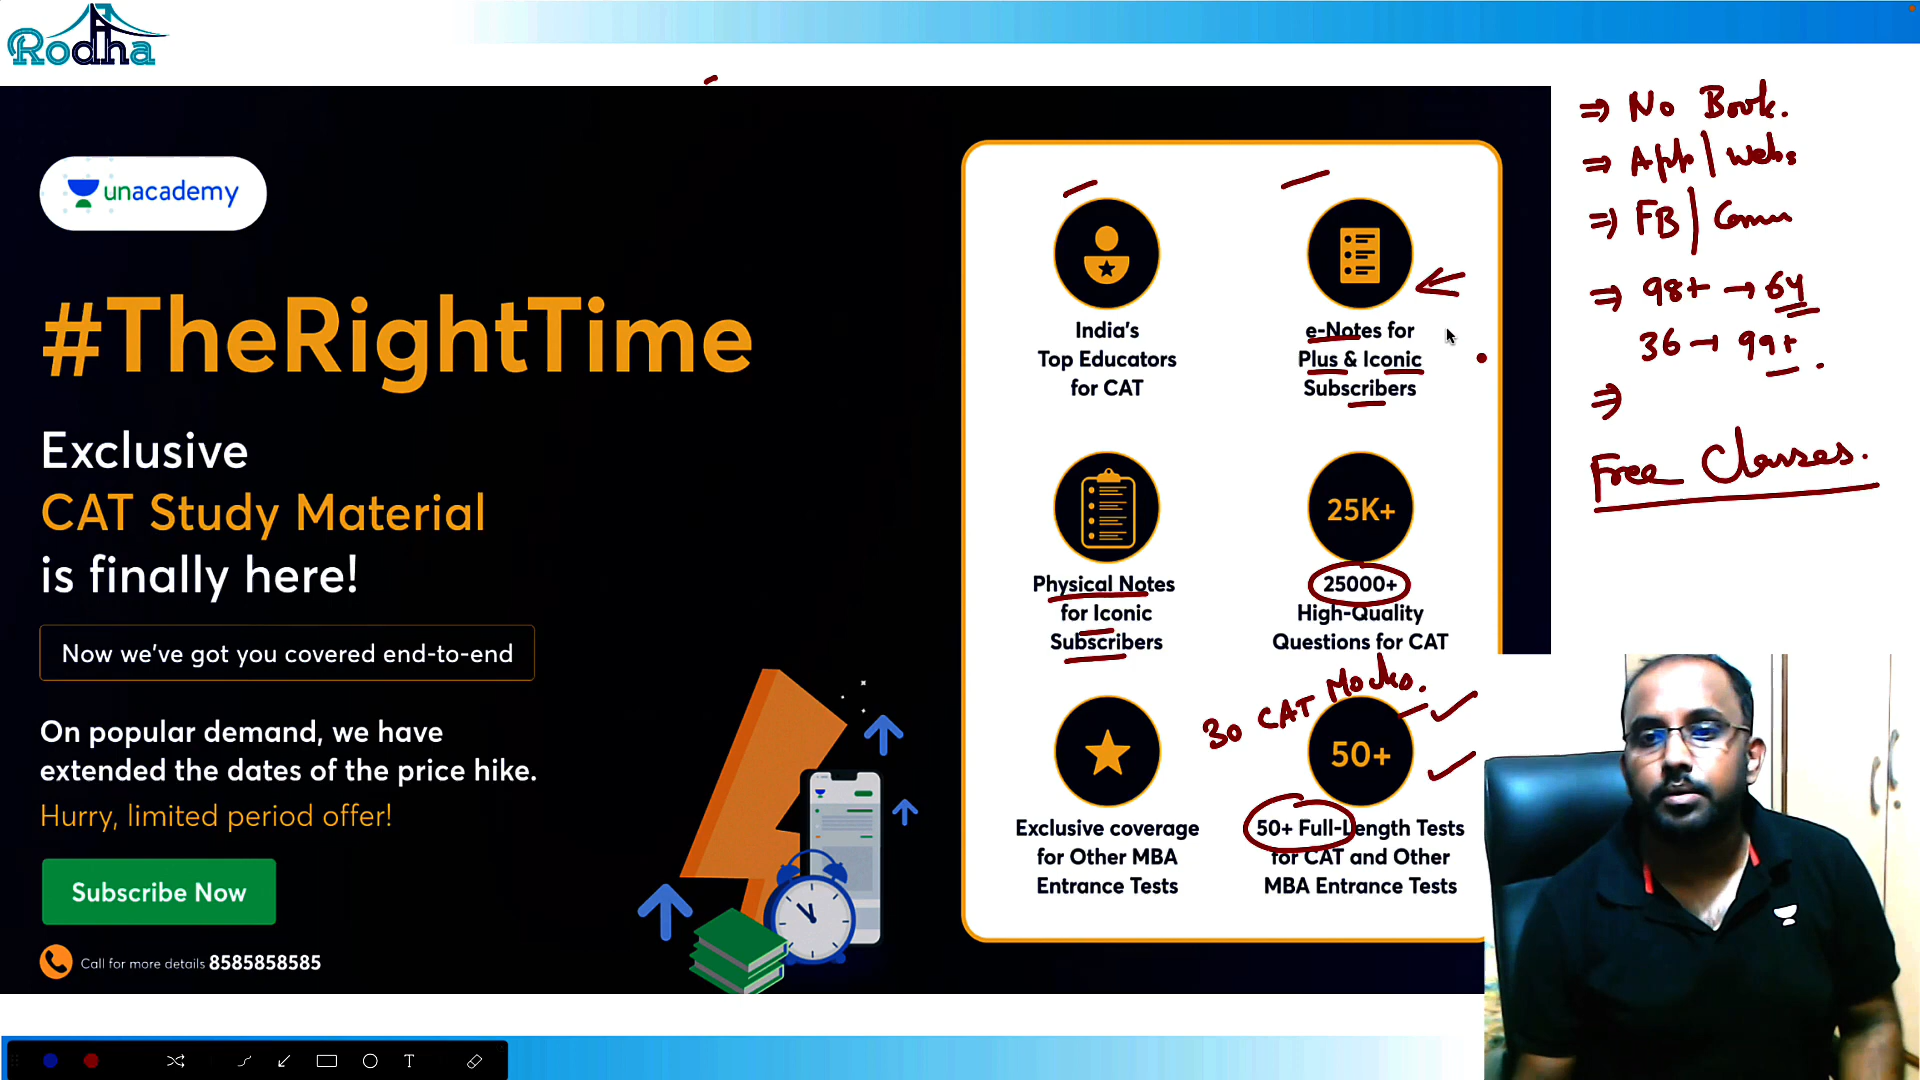 Rodha
unacademy
#TheRightTime
Exclusive
CAT Study Material
is finally here!
Now we've got you covered end-to-end
On popular demand, we have
extended the dates of the price hike.
Hurry, limited period offer!
Subscribe Now
Call for more details 8585858585
India's
Top Educators
for CAT
e-Notes for
Plus & Iconic
Subscribers
Physical Notes
for Iconic
Subscribers
25K+
25000+
High-Quality
Questions for CAT
30 CAT Mocks.
Exclusive coverage
for Other MBA
Entrance Tests
50+
50+ Full-Length Tests
for CAT and Other
MBA Entrance Tests
⇒ No Book.
⇒ App | Webs
⇒ FB | Comm
⇒ 98+ → 64
36 → 99+
⇒
Free Classes.
T